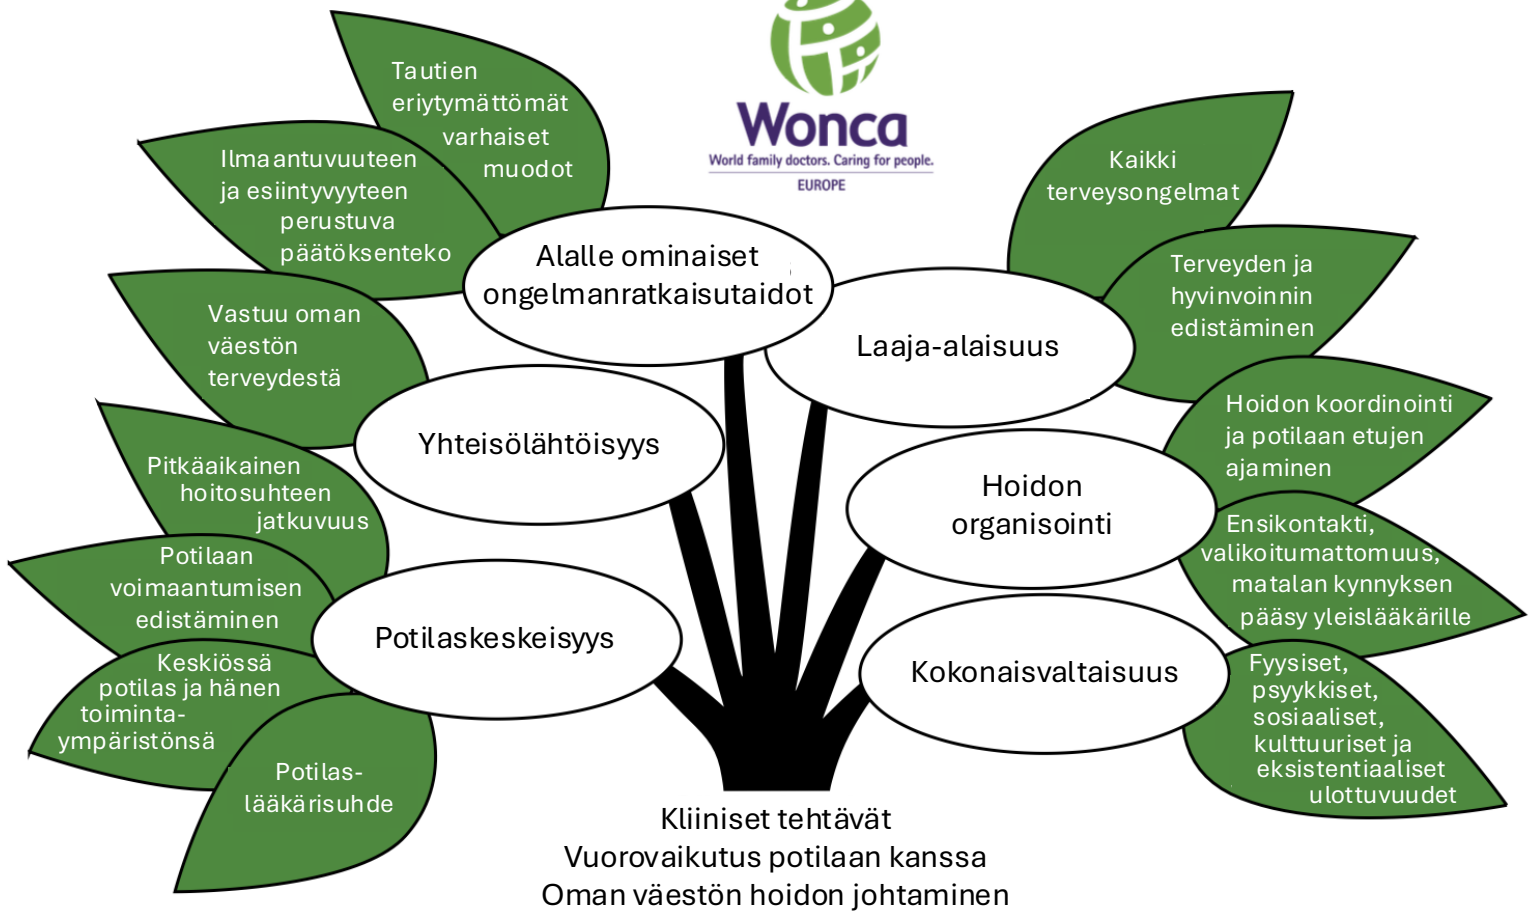 Wonca
World family doctors. Caring for people.
EUROPE
Tautien
eriytymättömät
varhaiset
muodot
Ilmaantuvuuteen
ja esiintyvyyteen
perustuva
päätöksenteko
Alalle ominaiset
ongelmanratkaisutaidot
Vastuu oman
väestön
terveydestä
Yhteisölähtöisyys
Pitkäaikainen
hoitosuhteen
jatkuvuus
Potilaan
voimaantumisen
edistäminen
Keskiössä
potilas ja hänen
toiminta-
ympäristönsä
Potilas-
lääkärisuhde
Potilaskeskeisyys
Kaikki
terveysongelmat
Terveyden ja
hyvinvoinnin
edistäminen
Laaja-alaisuus
Hoidon koordinointi
ja potilaan etujen
ajaminen
Ensikontakti,
valikoitumattomuus,
matalan kynnyksen
pääsy yleislääkärille
Hoidon
organisointi
Fyysiset,
psyykkiset,
sosiaaliset,
kulttuuriset ja
eksistentiaaliset
ulottuvuudet
Kokonaisvaltaisuus
Kliiniset tehtävät
Vuorovaikutus potilaan kanssa
Oman väestön hoidon johtaminen